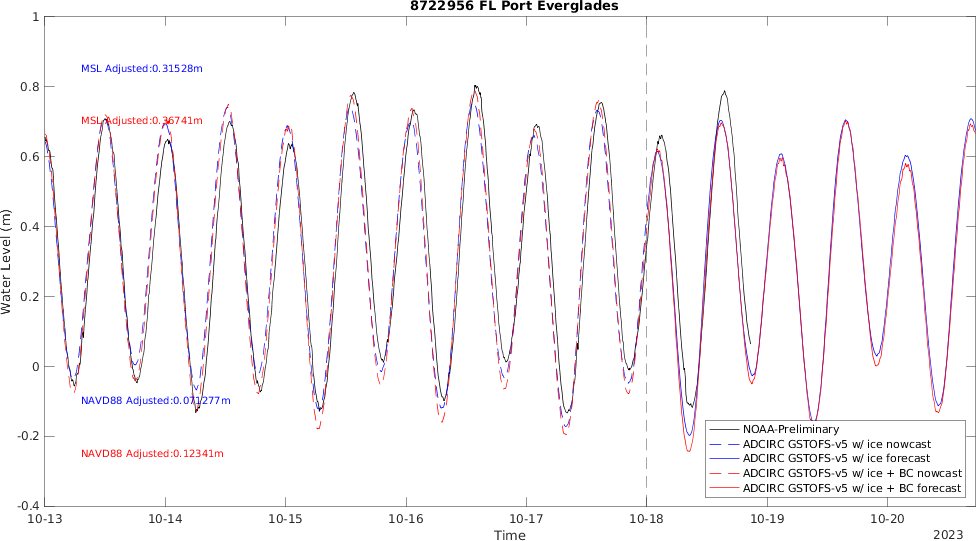 8722956 FL Port Everglades
1
0.8
0.6
0.4
0.2
0
-0.2
-0.4
Water Level (m)
MSL Adjusted:0.31528m
MSL Adjusted:0.36741m
NAVD88 Adjusted:0.071277m
NAVD88 Adjusted:0.12341m
NOAA-Preliminary
ADCIRC GSTOFS-v5 w/ ice nowcast
ADCIRC GSTOFS-v5 w/ ice forecast
ADCIRC GSTOFS-v5 w/ ice + BC nowcast
ADCIRC GSTOFS-v5 w/ ice + BC forecast
10-13 10-14 10-15 10-16 10-17 10-18 10-19 10-20
Time
2023